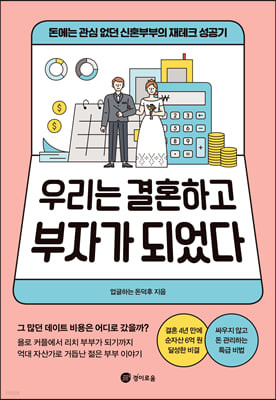 돈에는 관심 없던 신혼부부의 재테크 성공기
우리는 결혼하고
부자가 되었다
업글하는 돈덕후 지음
그 많던 데이트 비용은 어디로 갔을까?
욜로 커플에서 리치 부부가 되기까지
억대 자산가로 거듭난 젊은 부부 이야기
결혼 4년 만에
순자산 6억 원
달성한 비결
싸우지 않고
돈 관리하는
특급 비법
경이로움